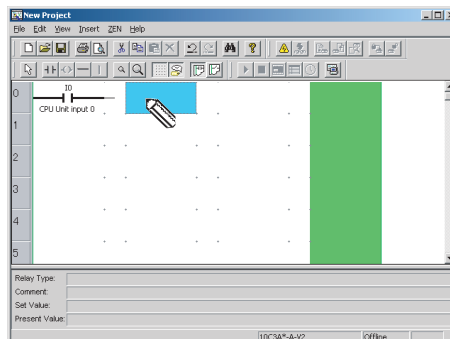 New Project
File Edit View Insert ZEN Help
0
I0
CPU Unit input 0
1
2
3
4
5
Relay Type:
Comment:
Set Value:
Present Value:
10C3A*-A-V2 Offline